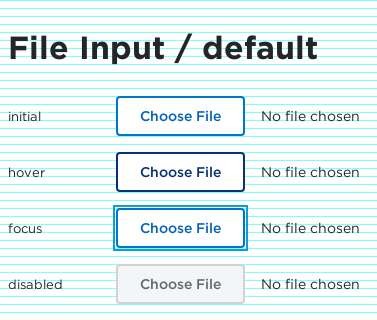 File Input / default
initial Choose File No file chosen
hover Choose File No file chosen
focus Choose File No file chosen
disabled Choose File No file chosen